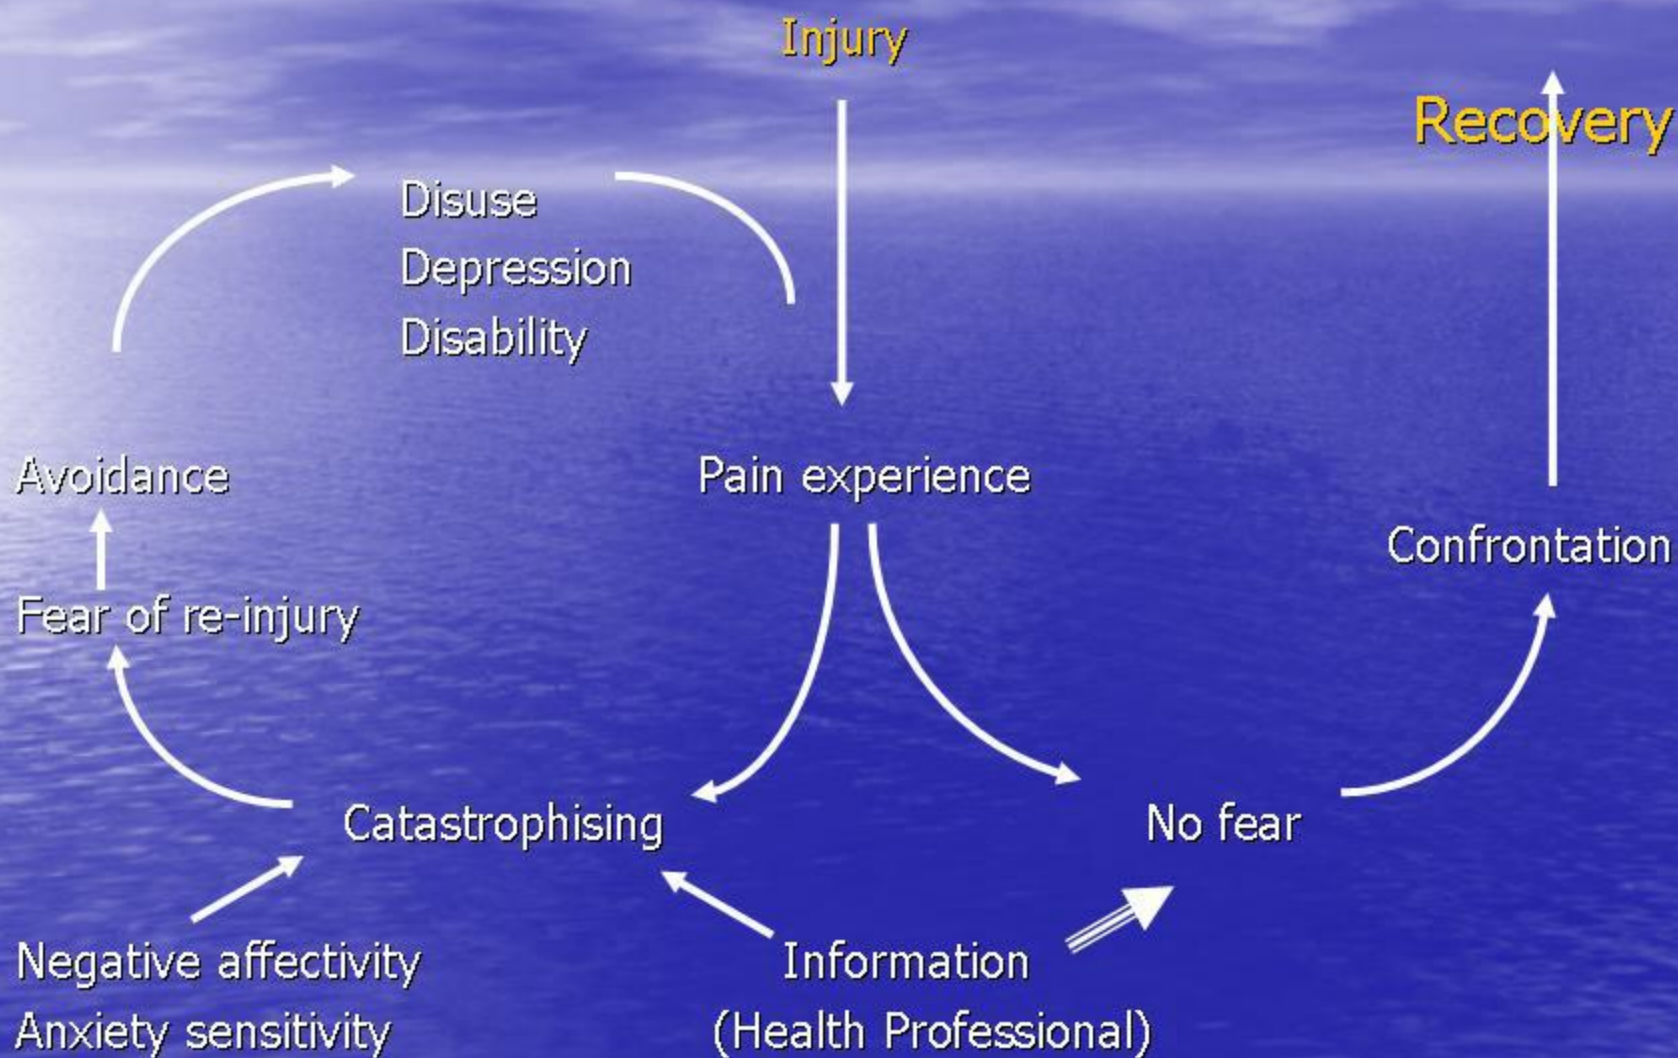 Injury
Recovery
Disuse
Depression
Disability
Avoidance
Pain experience
Confrontation
Fear of re-injury
Catastrophising
No fear
Negative affectivity
Anxiety sensitivity
Information
(Health Professional)